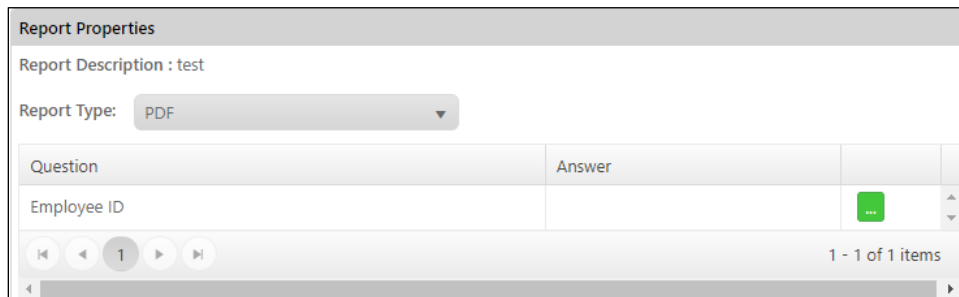 Report Properties
Report Description : test
Report Type: PDF
Question Answer
Employee ID ...
1 1 - 1 of 1 items